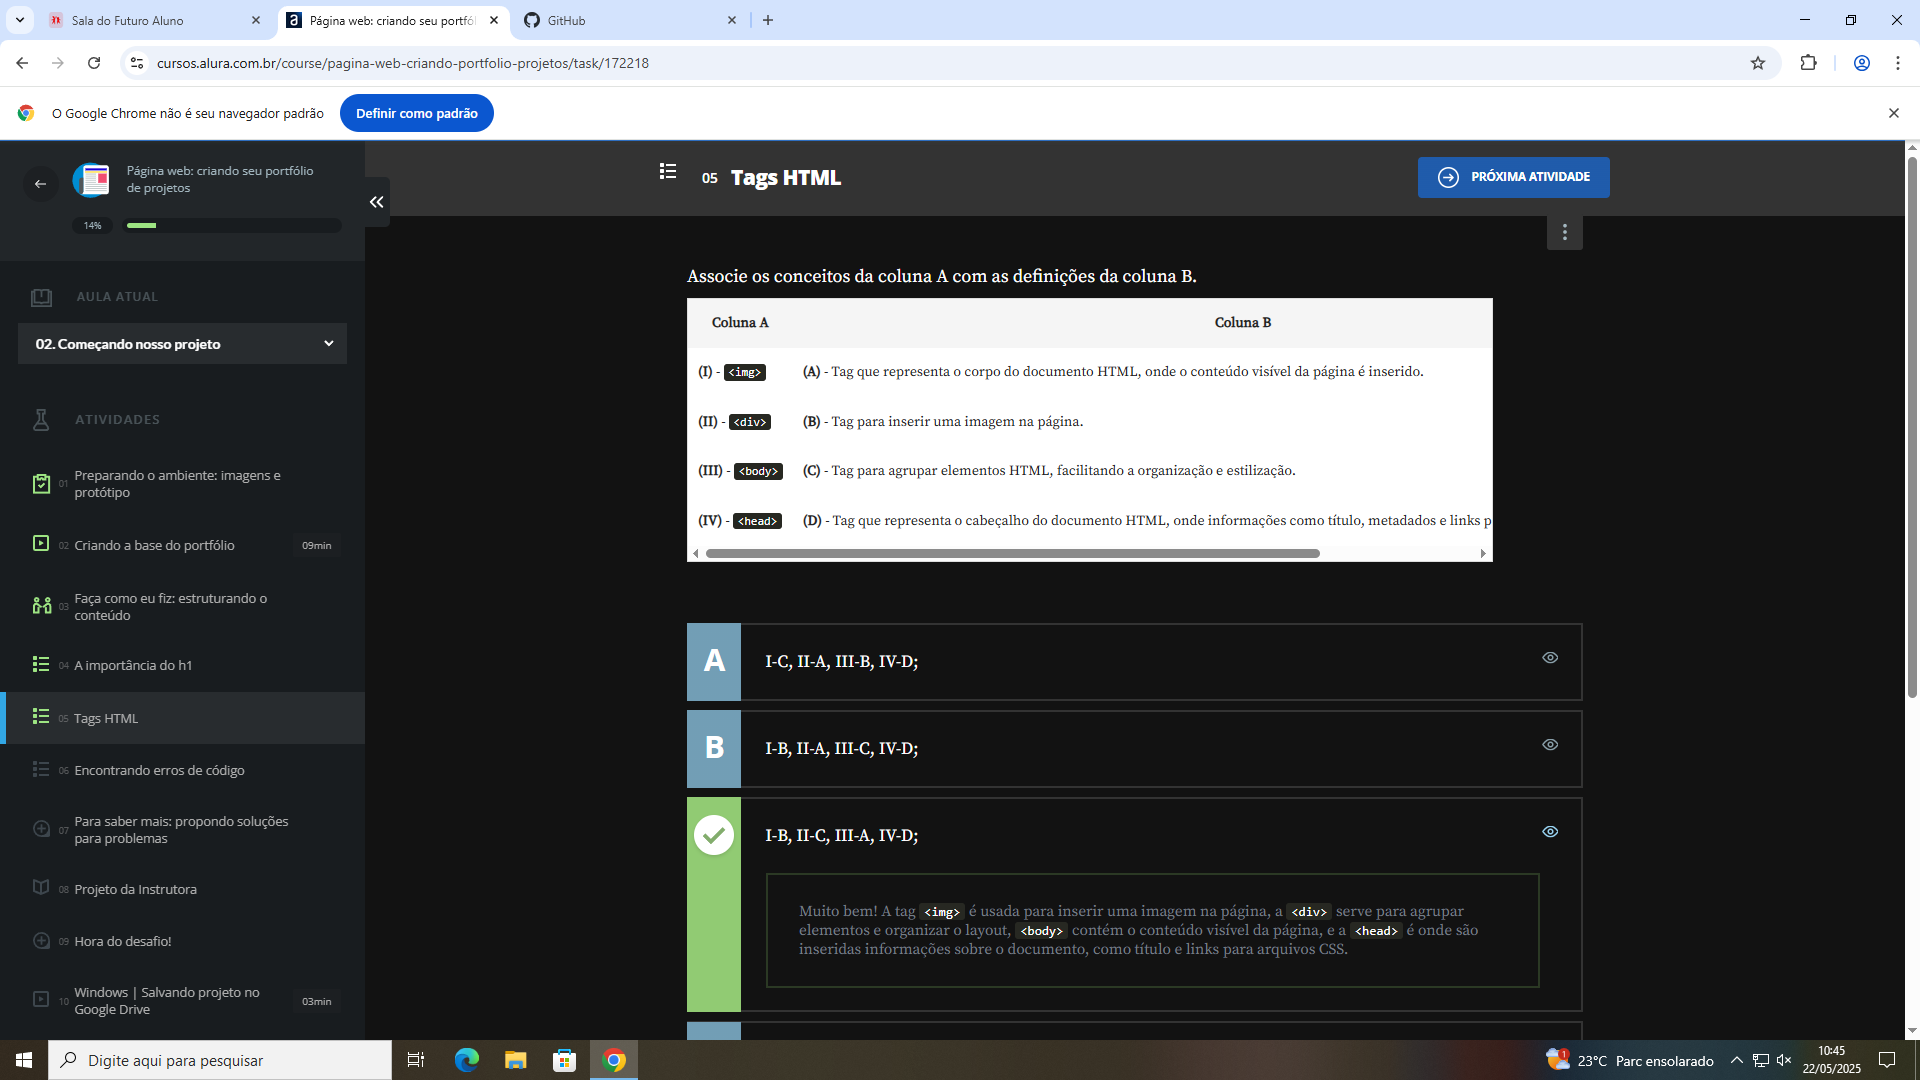 Sala do Futuro Aluno
Página web: criando seu portfól
GitHub
cursos.alura.com.br/course/pagina-web-criando-portfolio-projetos/task/172218
O Google Chrome não é seu navegador padrão
Definir como padrão
Página web: criando seu portfólio
de projetos
14%
05 Tags HTML
PRÓXIMA ATIVIDADE
AULA ATUAL
02. Começando nosso projeto
ATIVIDADES
01 Preparando o ambiente: imagens e
protótipo
02 Criando a base do portfólio 09min
03 Faça como eu fiz: estruturando o
conteúdo
04 A importância do h1
05 Tags HTML
06 Encontrando erros de código
07 Para saber mais: propondo soluções
para problemas
08 Projeto da Instrutora
09 Hora do desafio!
10 Windows | Salvando projeto no
Google Drive 03min
Associe os conceitos da coluna A com as definições da coluna B.
Coluna A Coluna B
(I) - <img> (A) - Tag que representa o corpo do documento HTML, onde o conteúdo visível da página é inserido.
(II) - <div> (B) - Tag para inserir uma imagem na página.
(III) - <body> (C) - Tag para agrupar elementos HTML, facilitando a organização e estilização.
(IV) - <head> (D) - Tag que representa o cabeçalho do documento HTML, onde informações como título, metadados e links p
A I-C, II-A, III-B, IV-D;
B I-B, II-A, III-C, IV-D;
I-B, II-C, III-A, IV-D;
Muito bem! A tag <img> é usada para inserir uma imagem na página, a <div> serve para agrupar
elementos e organizar o layout, <body> contém o conteúdo visível da página, e a <head> é onde são
inseridas informações sobre o documento, como título e links para arquivos CSS.
Digite aqui para pesquisar
1
23°C Parc ensolarado
10:45
22/05/2025